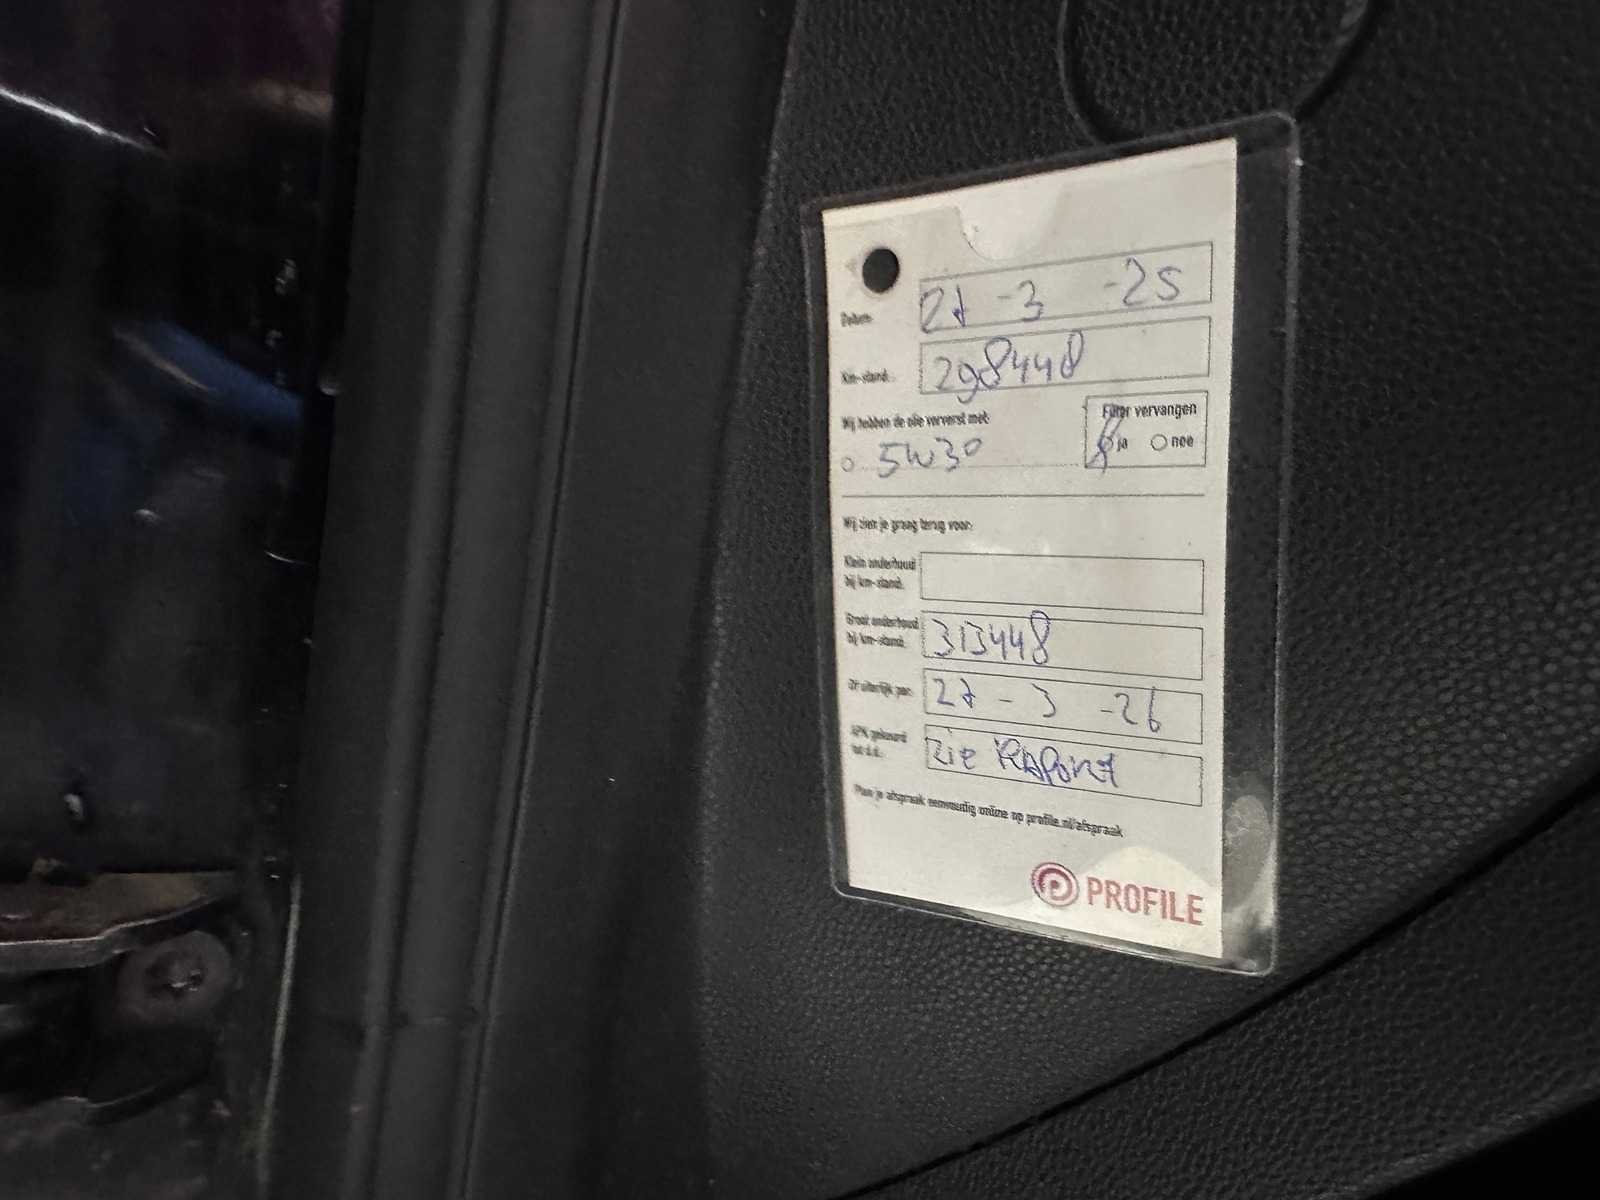 Datum: 27 -3 -25
Km-stand: 298448
Wij hebben de olie ververst met:
5W30
Filter vervangen
ja nee
Wij zien je graag terug voor:
Klein onderhoud
bij km-stand:
Groot onderhoud
bij km-stand: 313448
Of uiterlijk per: 27 - 3 -26
APK gekeurd
tot d.d.: Zie Rapport
Plan je afspraak eenvoudig online op profile.nl/afspraak
PROFILE